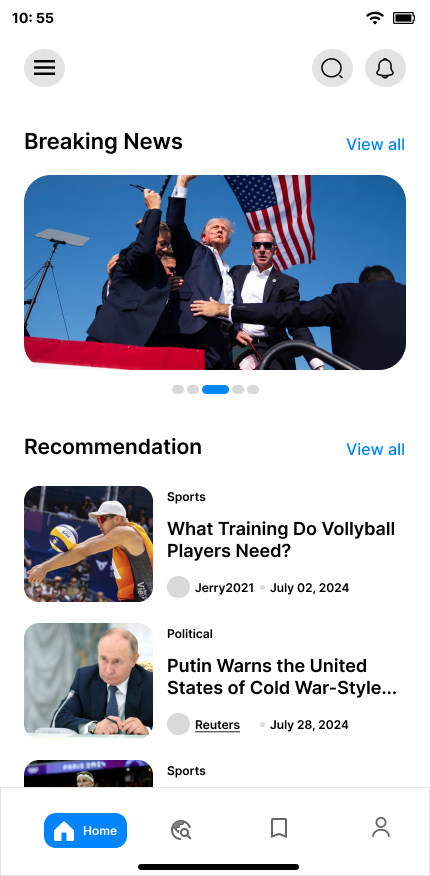 10: 55
Breaking News
View all
Recommendation
View all
Sports
What Training Do Vollyball
Players Need?
Jerry2021
July 02, 2024
Political
Putin Warns the United
States of Cold War-Style...
Reuters
July 28, 2024
Sports
Home